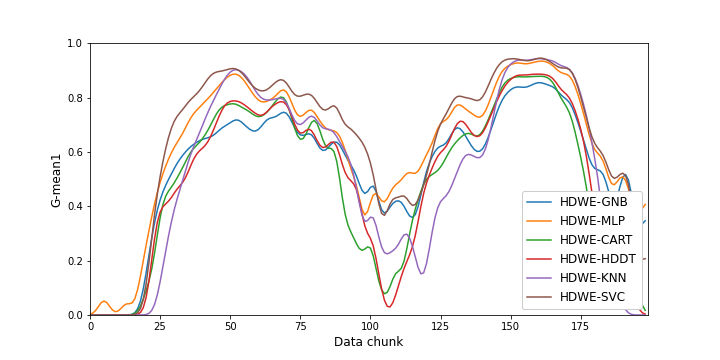 1.0
0.8
0.6
0.4
0.2
0.0
G-mean1
0
25
50
75
100
125
150
175
Data chunk
HDWE-GNB
HDWE-MLP
HDWE-CART
HDWE-HDDT
HDWE-KNN
HDWE-SVC